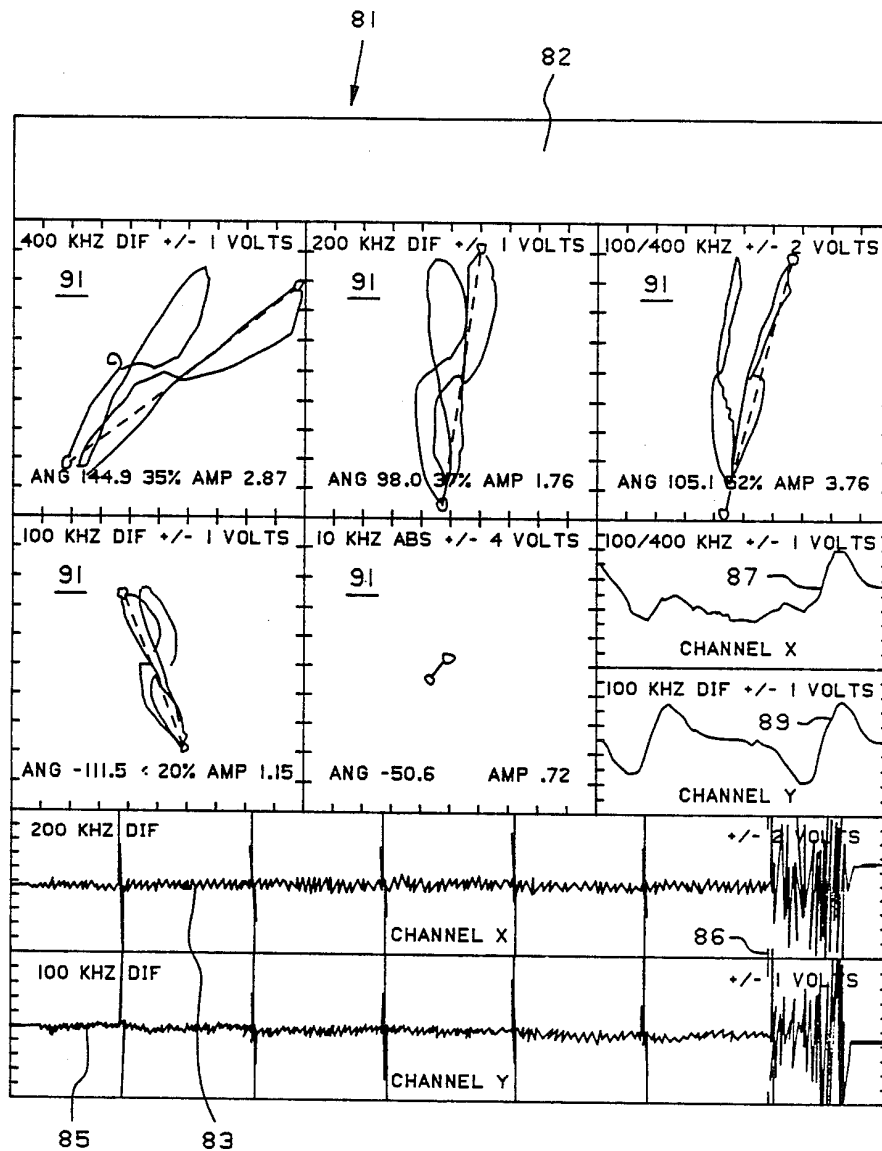 81
82
400 KHZ DIF +/- 1 VOLTS
91
ANG 144.9 35% AMP 2.87
200 KHZ DIF +/- 1 VOLTS
91
ANG 98.0 37% AMP 1.76
100/400 KHZ +/- 2 VOLTS
91
ANG 105.1 62% AMP 3.76
100 KHZ DIF +/- 1 VOLTS
91
ANG -111.5 < 20% AMP 1.15
10 KHZ ABS +/- 4 VOLTS
91
ANG -50.6 AMP .72
100/400 KHZ +/- 1 VOLTS
87
CHANNEL X
100 KHZ DIF +/- 1 VOLTS
89
CHANNEL Y
200 KHZ DIF +/- 2 VOLTS
CHANNEL X
86
100 KHZ DIF +/- 1 VOLTS
CHANNEL Y
85 83